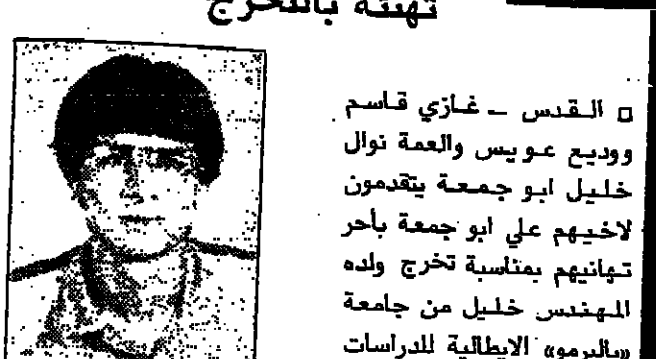 تهنئة بالتخرج
□ القدس ــ غازي قاسم
ووديع عويس والعمة نوال
خليل ابو جمعة يتقدمون
لاخيهم علي ابو جمعة بأحر
تهانيهم بمناسبة تخرج ولده
المهندس خليل من جامعة
«باليرمو» الايطالية للدراسات